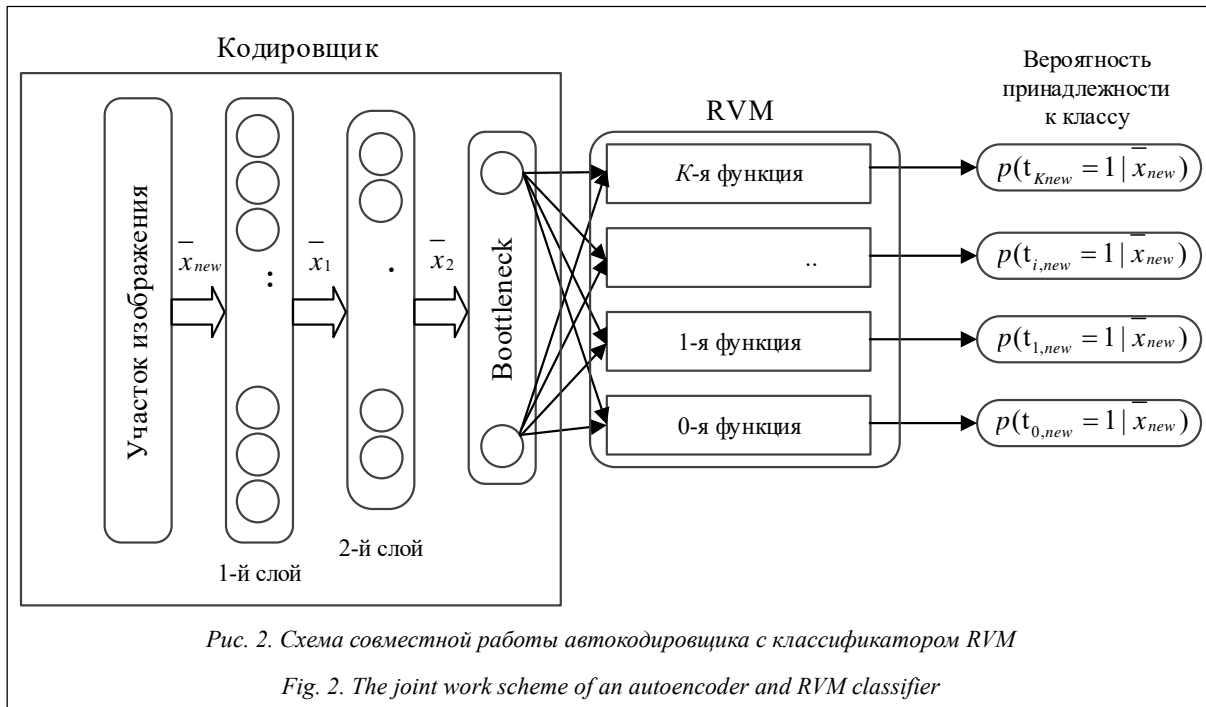 Кодировщик
Участок изображения
x̅new
1-й слой
x̅1
2-й слой
x̅2
Boottleneck
RVM
K-я функция
..
1-я функция
0-я функция
Вероятность
принадлежности
к классу
p(tKnew = 1 | x̅new)
p(ti,new = 1 | x̅new)
p(t1,new = 1 | x̅new)
p(t0,new = 1 | x̅new)
Рис. 2. Схема совместной работы автокодировщика с классификатором RVM
Fig. 2. The joint work scheme of an autoencoder and RVM classifier